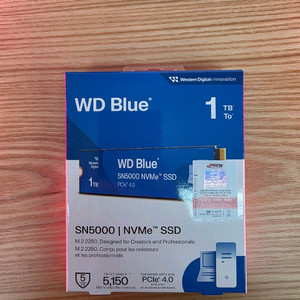 Western Digital Innovation
WD Blue®
1 TB
To
WD Blue®
SN5000 NVMe™ SSD
PCIe® 4.0
1TB
SN5000 | NVMe™ SSD
M.2 2280. Designed for Creators and Professionals.
M.2 2280. Conçu pour les créateurs
et les professionnels.
5
5,150
PCIe® 4.0